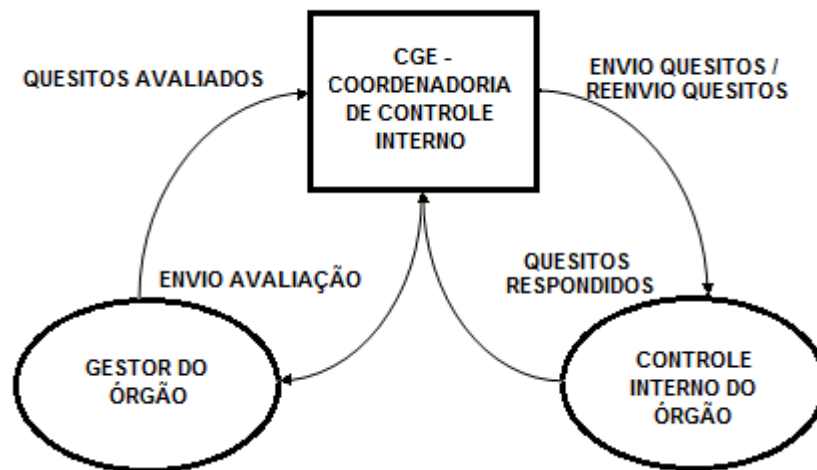 CGE -
COORDENADORIA
DE CONTROLE
INTERNO
QUESITOS AVALIADOS
ENVIO QUESITOS /
REENVIO QUESITOS
ENVIO AVALIAÇÃO
QUESITOS
RESPONDIDOS
GESTOR DO
ÓRGÃO
CONTROLE
INTERNO DO
ÓRGÃO